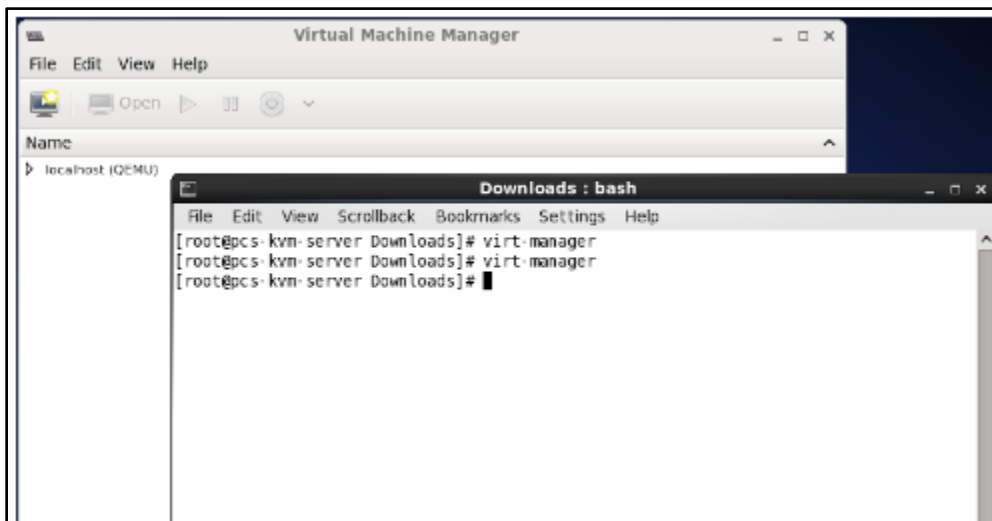 Virtual Machine Manager
File Edit View Help
Open
Name
localhost (QEMU)
Downloads : bash
File Edit View Scrollback Bookmarks Settings Help
[root@pcs-kvm-server Downloads]# virt-manager
[root@pcs-kvm-server Downloads]# virt-manager
[root@pcs-kvm-server Downloads]#